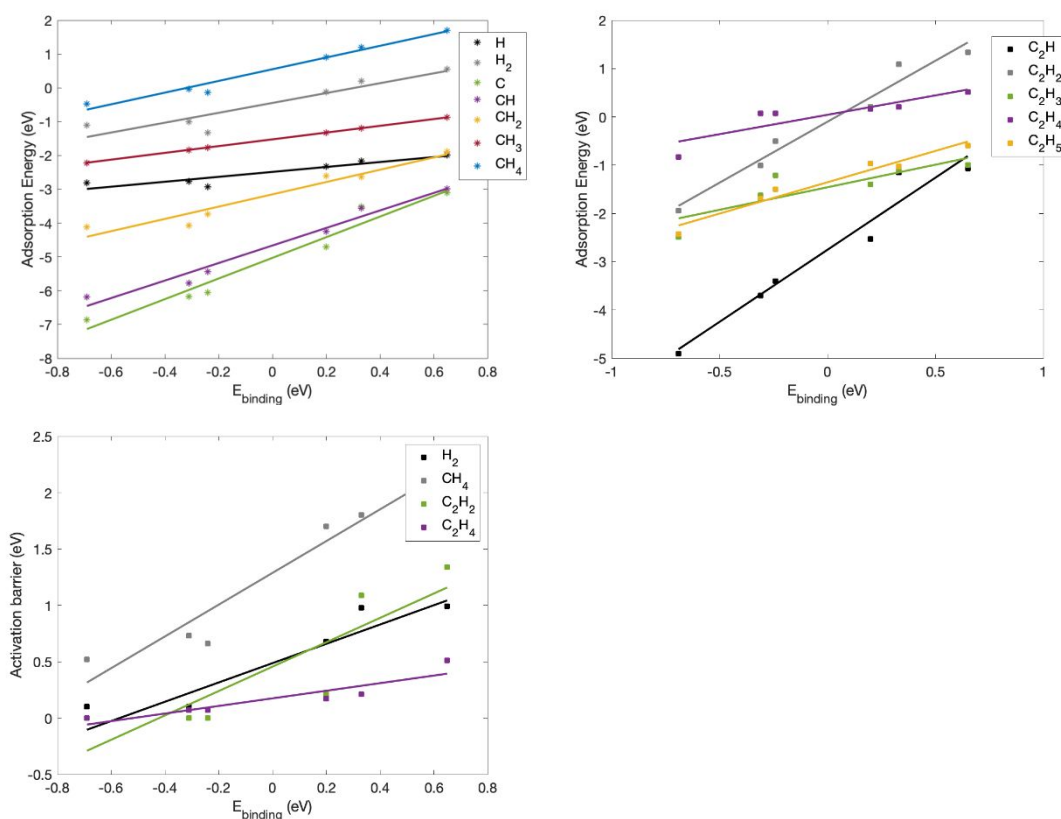 2
1
0
-1
-2
-3
-4
-5
-6
-7
-8
Adsorption Energy (eV)
-0.8 -0.6 -0.4 -0.2 0 0.2 0.4 0.6 0.8
E_binding (eV)
H
H₂
C
CH
CH₂
CH₃
CH₄
2
1
0
-1
-2
-3
-4
-5
Adsorption Energy (eV)
-1 -0.5 0 0.5 1
E_binding (eV)
C₂H
C₂H₂
C₂H₃
C₂H₄
C₂H₅
2.5
2
1.5
1
0.5
0
-0.5
Activation barrier (eV)
-0.8 -0.6 -0.4 -0.2 0 0.2 0.4 0.6 0.8
E_binding (eV)
H₂
CH₄
C₂H₂
C₂H₄